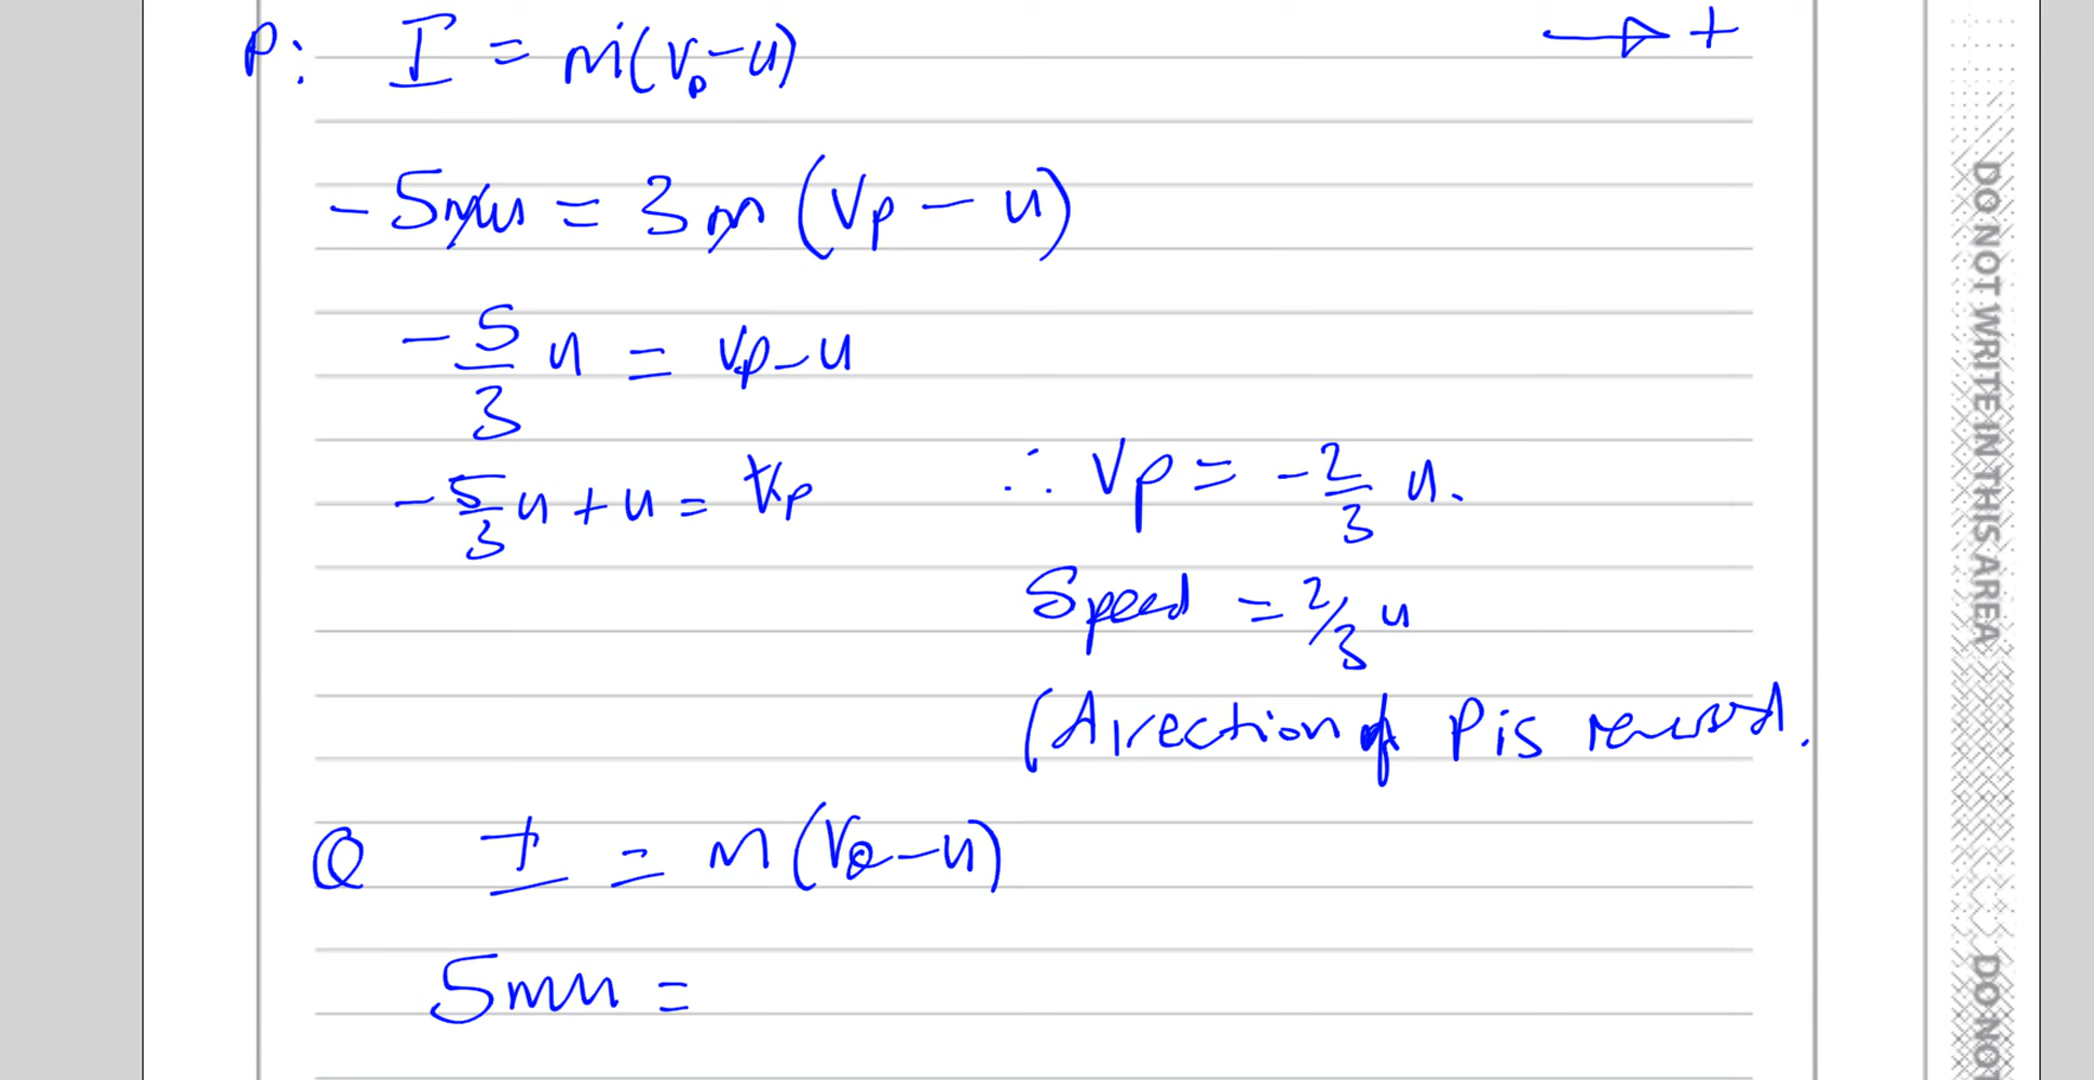 P: I = m(Vp-u)
→ +
-5mu = 3m (Vp - u)
-5/3 u = Vp-u
-5/3 u + u = Vp
∴ Vp = -2/3 u.
Speed = 2/3 u
(Direction of P is reversed.
Q I = m(VQ-u)
5mu =
DO NOT WRITE IN THIS AREA
DO NO